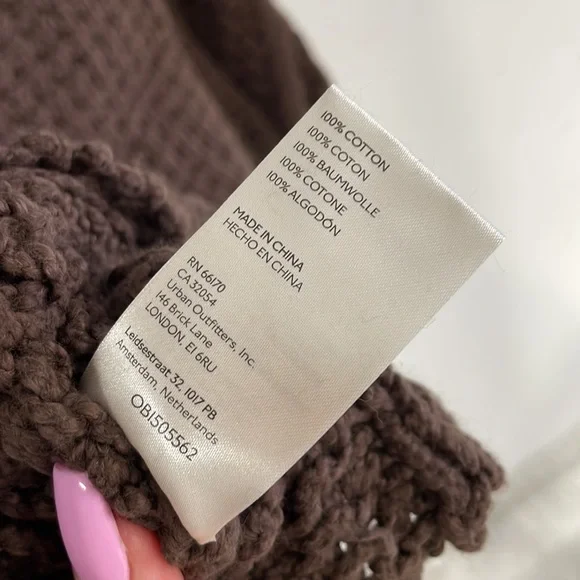 100% COTTON
100% COTON
100% BAUMWOLLE
100% COTONE
100% ALGODÓN
MADE IN CHINA
HECHO EN CHINA
RN 66170
CA 32054
Urban Outfitters, Inc.
146 Brick Lane
LONDON, E1 6RU
Leidsestraat 32, 1017 PB
Amsterdam, Netherlands
OB1505562